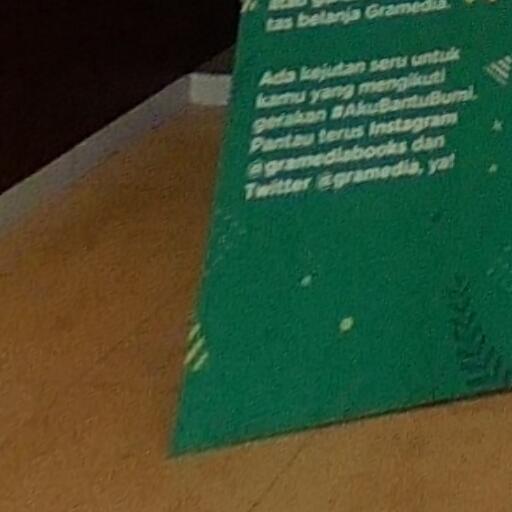 tas belanja Gramedia.
Ada kejutan seru untuk
kamu yang mengikuti
gerakan #AkuBantuBumi.
Pantau terus Instagram
@gramediabooks dan
Twitter @gramedia, ya!